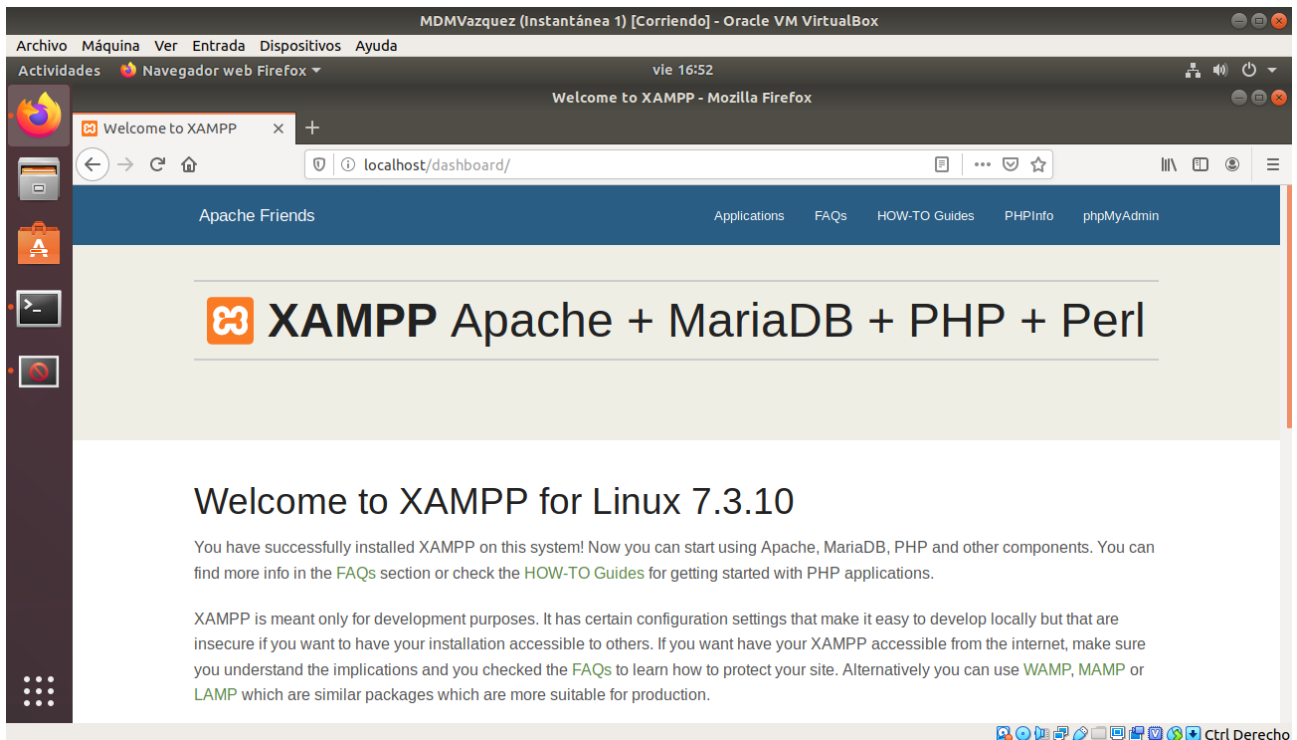 MDMVazquez (Instantánea 1) [Corriendo] - Oracle VM VirtualBox
Archivo Máquina Ver Entrada Dispositivos Ayuda
Actividades Navegador web Firefox vie 16:52
Welcome to XAMPP - Mozilla Firefox
Welcome to XAMPP
localhost/dashboard/
Apache Friends Applications FAQs HOW-TO Guides PHPInfo phpMyAdmin
XAMPP Apache + MariaDB + PHP + Perl
Welcome to XAMPP for Linux 7.3.10
You have successfully installed XAMPP on this system! Now you can start using Apache, MariaDB, PHP and other components. You can
find more info in the FAQs section or check the HOW-TO Guides for getting started with PHP applications.
XAMPP is meant only for development purposes. It has certain configuration settings that make it easy to develop locally but that are
insecure if you want to have your installation accessible to others. If you want have your XAMPP accessible from the internet, make sure
you understand the implications and you checked the FAQs to learn how to protect your site. Alternatively you can use WAMP, MAMP or
LAMP which are similar packages which are more suitable for production.
Ctrl Derecho